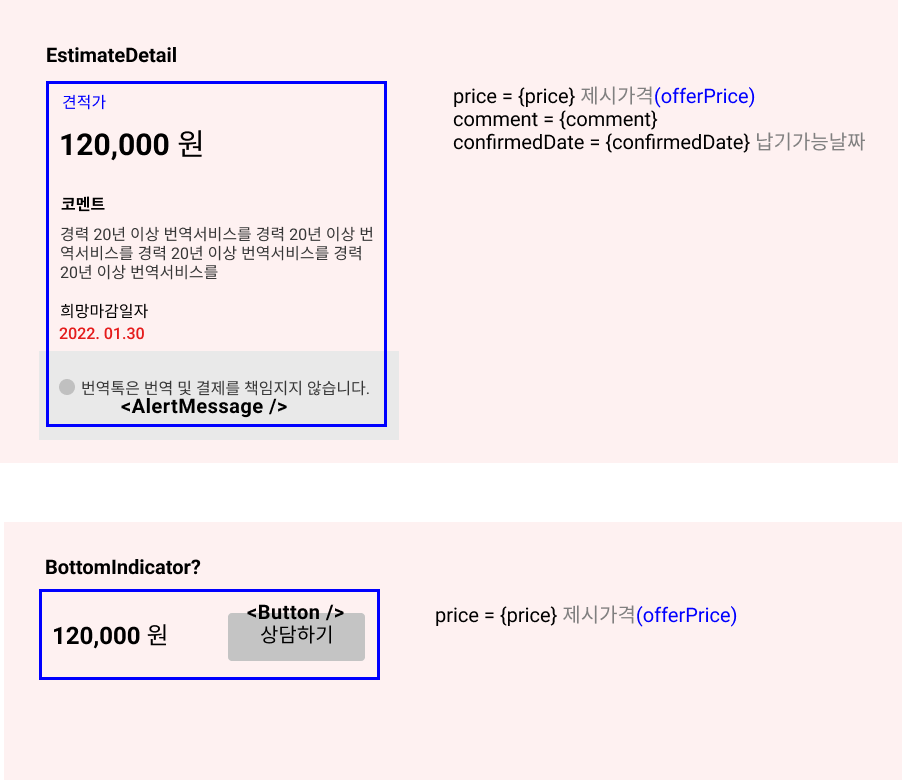 EstimateDetail
견적가
120,000 원
코멘트
경력 20년 이상 번역서비스를 경력 20년 이상 번
역서비스를 경력 20년 이상 번역서비스를 경력
20년 이상 번역서비스를
희망마감일자
2022. 01.30
번역톡은 번역 및 결제를 책임지지 않습니다.
<AlertMessage />
price = {price} 제시가격(offerPrice)
comment = {comment}
confirmedDate = {confirmedDate} 납기가능날짜
BottomIndicator?
120,000 원
<Button />
상담하기
price = {price} 제시가격(offerPrice)